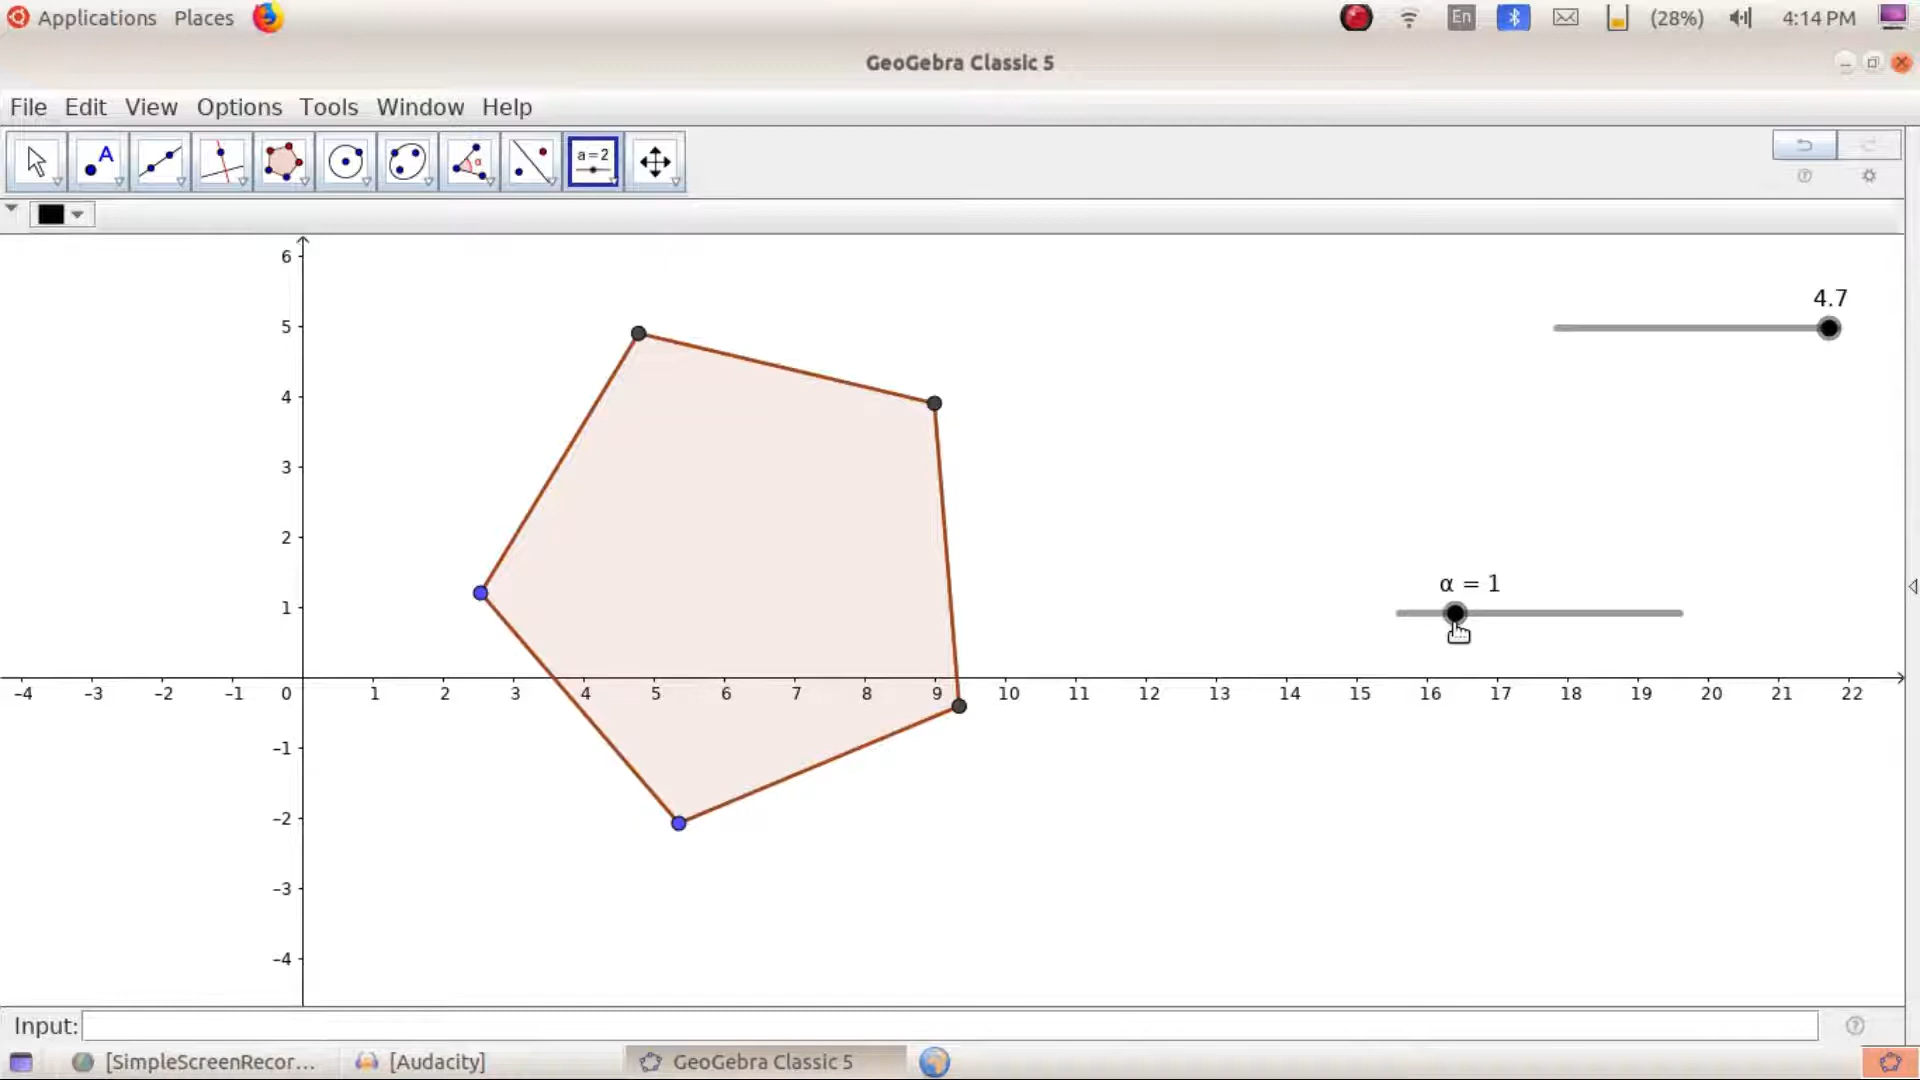 Applications Places En (28%) 4:14 PM
GeoGebra Classic 5
File Edit View Options Tools Window Help
A α a=2
6
4.7
5
4
3
2
α = 1
1
−4 −3 −2 −1 0 1 2 3 4 5 6 7 8 9 10 11 12 13 14 15 16 17 18 19 20 21 22
−1
−2
−3
−4
Input:
[SimpleScreenRecor... [Audacity] GeoGebra Classic 5